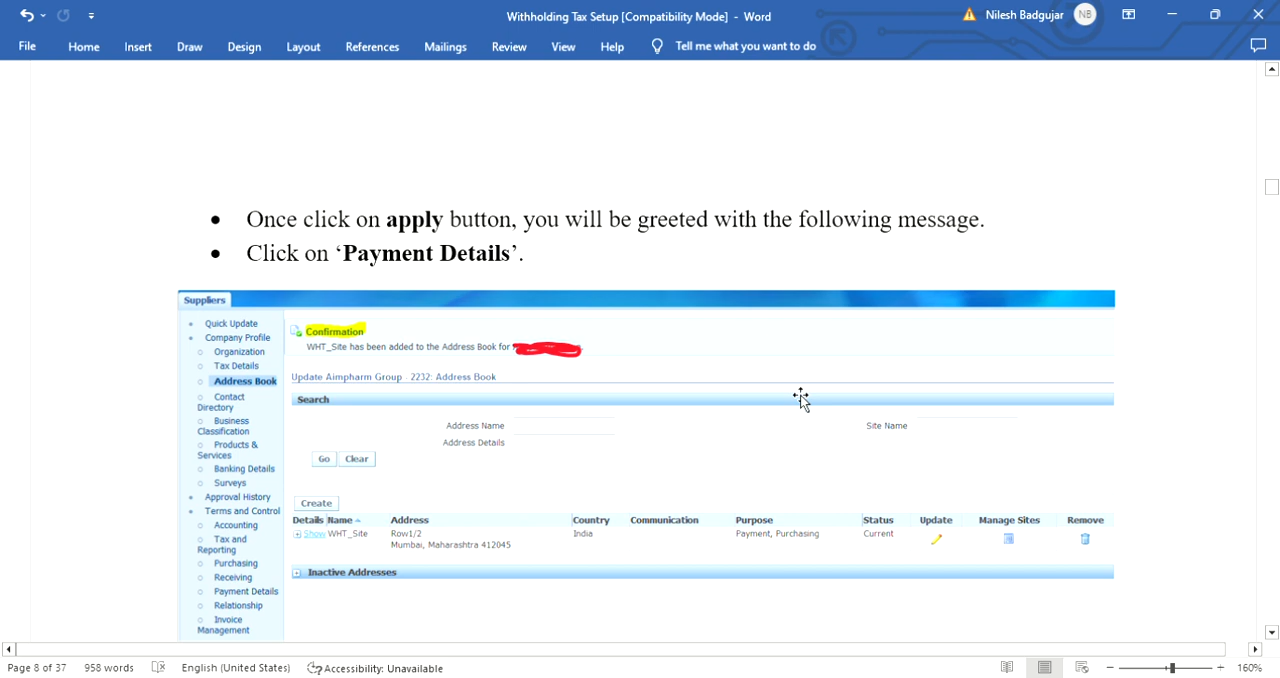 Withholding Tax Setup [Compatibility Mode] - Word
Nilesh Badgujar
NB
File Home Insert Draw Design Layout References Mailings Review View Help Tell me what you want to do
• Once click on apply button, you will be greeted with the following message.
• Click on ‘Payment Details’.
Suppliers
Quick Update
Company Profile
Organization
Tax Details
Address Book
Contact
Directory
Business
Classification
Products &
Services
Banking Details
Surveys
Approval History
Terms and Control
Accounting
Tax and
Reporting
Purchasing
Receiving
Payment Details
Relationship
Invoice
Management
Confirmation
WHT_Site has been added to the Address Book for
Update Aimpharm Group - 2232: Address Book
Search
Address Name Site Name
Address Details
Go Clear
Create
Details Name Address Country Communication Purpose Status Update Manage Sites Remove
Show WHT_Site Row1/2 India Payment, Purchasing Current
Mumbai, Maharashtra 412045
Inactive Addresses
Page 8 of 37 958 words English (United States) Accessibility: Unavailable 160%